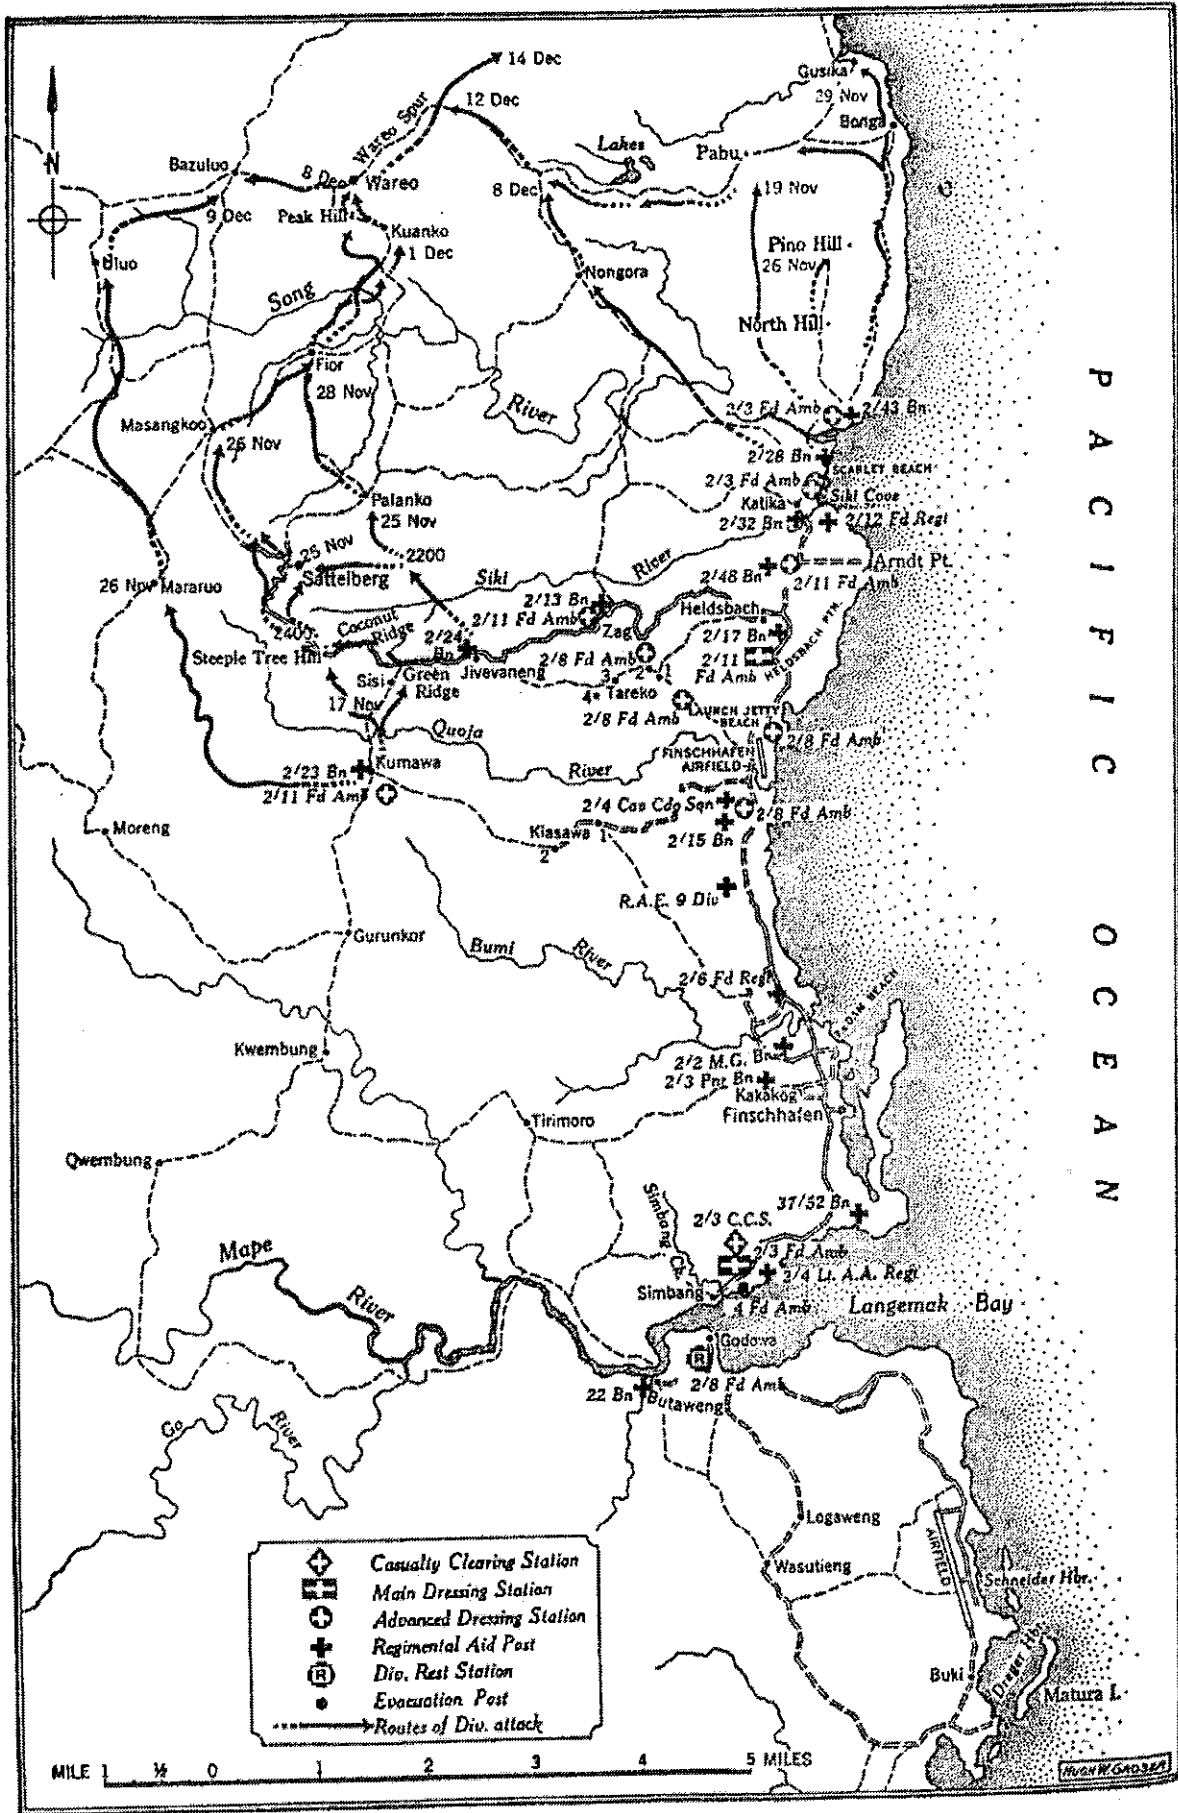 14 Dec
Gusika
29 Nov
12 Dec
Bonga
Wareo Spur
Lakes
Pabu
Bazuluo
8 Dec
Wareo
8 Dec
19 Nov
9 Dec
Peak Hill
Kuanko
1 Dec
N
Pino Hill
26 Nov
Uluo
Nongora
Song
North Hill
Fior
28 Nov
River
2/3 Fd Amb
2/43 Bn
Masangkoo
26 Nov
2/28 Bn
SCARLET BEACH
2/3 Fd Amb
Katika
Siki Cove
Palanko
25 Nov
2/32 Bn
2/12 Fd Regt
25 Nov
2200
Sattelberg
Siki
River
2/48 Bn
Arndt Pt.
2/11 Fd Amb
26 Nov
Mararuo
2/13 Bn
2/11 Fd Amb
Zag
Heldsbach
2400
Coconut
Ridge
2/24
Bn
2/17 Bn
HELDSBACH PTN.
Steeple Tree Hill
Jivevaneng
2/8 Fd Amb
2/11
Fd Amb
Sisi
Green
Ridge
3
2
1
4
Tareko
17 Nov
2/8 Fd Amb
LAUNCH JETTY
BEACH
1
Quoja
2/8 Fd Amb
FINSCHHAFEN
AIRFIELD
River
2/23 Bn
Kumawa
2/11 Fd Amb
2/4 Cav Cdo Sqn
2/8 Fd Amb
Moreng
Kiasawa
1
2
2/15 Bn
R.A.E. 9 Div
Gurunkor
Bumi
River
2/6 Fd Regt
Kwembung
2/2 M.G. Bn
2/3 Pnr Bn
Kakakog
Finschhafen
Tirimoro
Qwembung
37/52 Bn
Simbang
Ck.
2/3 C.C.S.
2/3 Fd Amb
2/4 Lt. A.A. Regt
Mape
River
Simbang
4 Fd Amb
Langemak Bay
Godowa
R
2/8 Fd Amb
22 Bn
Butaweng
Go
River
Logaweng
Wasutieng
AIRFIELD
Schneider Hbr.
Buki
Dreger Hb
Matura I.
PACIFIC OCEAN
Casualty Clearing Station
Main Dressing Station
Advanced Dressing Station
Regimental Aid Post
R Div. Rest Station
Evacuation Post
Routes of Div. attack
MILE 1 ½ 0 1 2 3 4 5 MILES